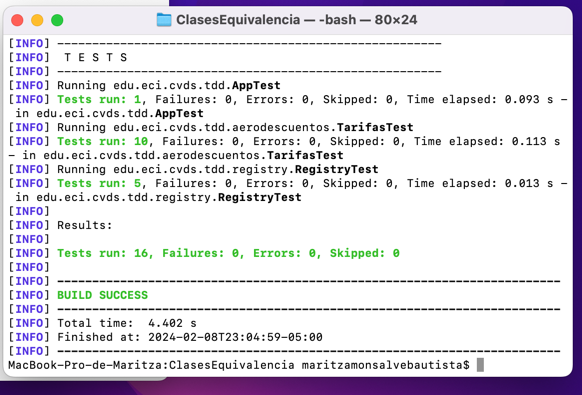 ClasesEquivalencia — -bash — 80×24
[INFO] -------------------------------------------------------
[INFO]  T E S T S
[INFO] -------------------------------------------------------
[INFO] Running edu.eci.cvds.tdd.AppTest
[INFO] Tests run: 1, Failures: 0, Errors: 0, Skipped: 0, Time elapsed: 0.093 s -
 in edu.eci.cvds.tdd.AppTest
[INFO] Running edu.eci.cvds.tdd.aerodescuentos.TarifasTest
[INFO] Tests run: 10, Failures: 0, Errors: 0, Skipped: 0, Time elapsed: 0.113 s
- in edu.eci.cvds.tdd.aerodescuentos.TarifasTest
[INFO] Running edu.eci.cvds.tdd.registry.RegistryTest
[INFO] Tests run: 5, Failures: 0, Errors: 0, Skipped: 0, Time elapsed: 0.013 s -
 in edu.eci.cvds.tdd.registry.RegistryTest
[INFO]
[INFO] Results:
[INFO]
[INFO] Tests run: 16, Failures: 0, Errors: 0, Skipped: 0
[INFO]
[INFO] ------------------------------------------------------------------------
[INFO] BUILD SUCCESS
[INFO] ------------------------------------------------------------------------
[INFO] Total time:  4.402 s
[INFO] Finished at: 2024-02-08T23:04:59-05:00
[INFO] ------------------------------------------------------------------------
MacBook-Pro-de-Maritza:ClasesEquivalencia maritzamonsalvebautista$